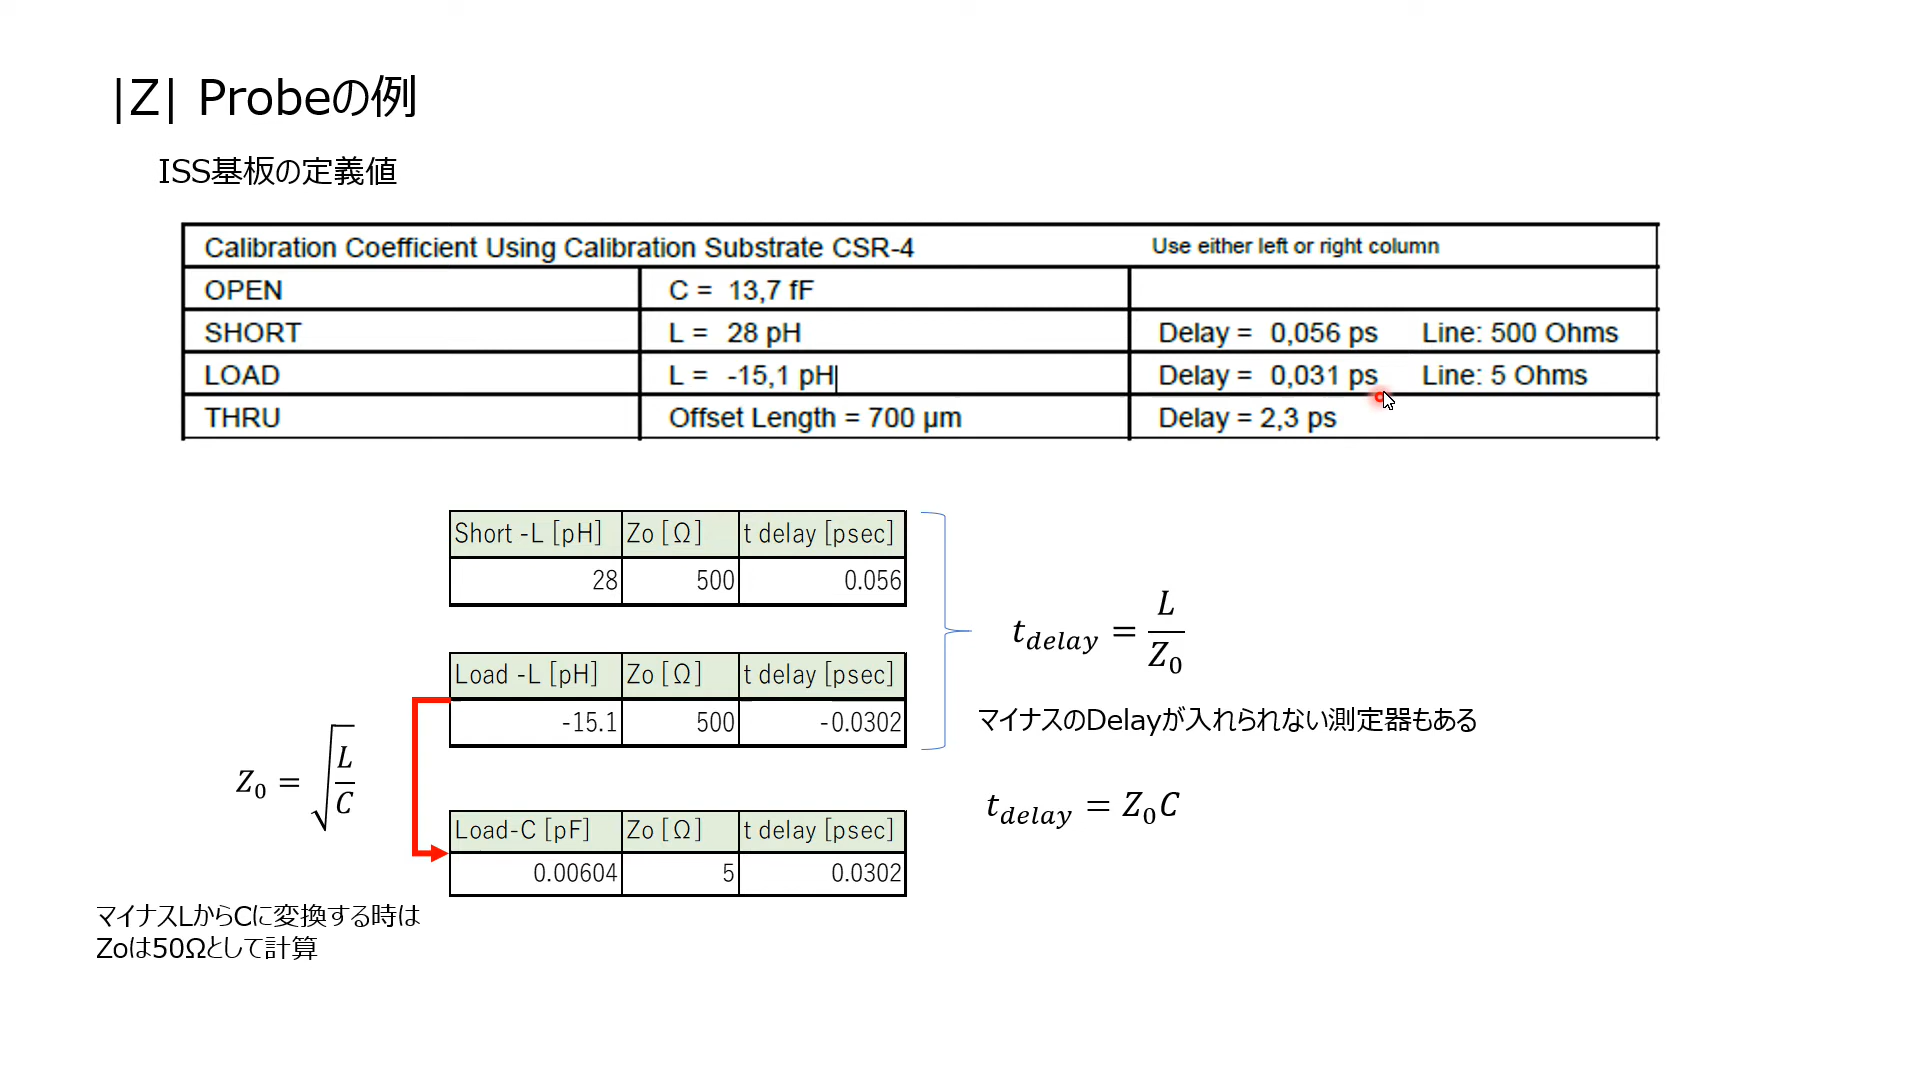 |Z| Probeの例
ISS基板の定義値
Calibration Coefficient Using Calibration Substrate CSR-4 Use either left or right column
OPEN C = 13,7 fF
SHORT L = 28 pH Delay = 0,056 ps Line: 500 Ohms
LOAD L = -15,1 pH Delay = 0,031 ps Line: 5 Ohms
THRU Offset Length = 700 µm Delay = 2,3 ps
Short -L [pH] Zo [Ω] t delay [psec]
28 500 0.056
t_{delay} = \frac{L}{Z_0}
Load -L [pH] Zo [Ω] t delay [psec]
-15.1 500 -0.0302
マイナスのDelayが入れられない測定器もある
Z_0 = \sqrt{\frac{L}{C}}
t_{delay} = Z_0 C
Load-C [pF] Zo [Ω] t delay [psec]
0.00604 5 0.0302
マイナスLからCに変換する時は
Zoは50Ωとして計算